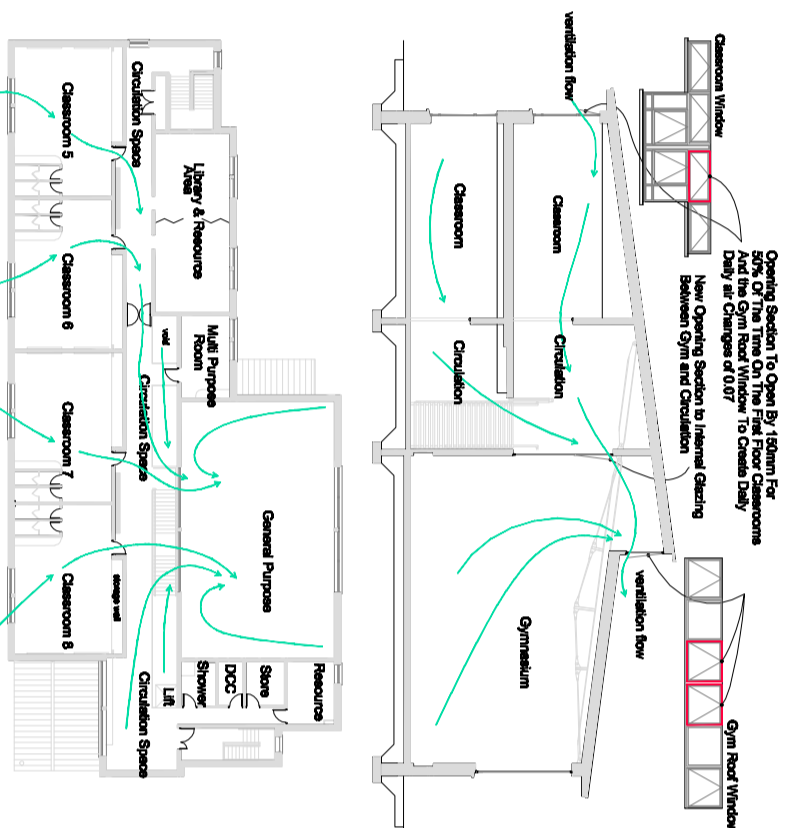 Classroom Window
Opening Section To Open By 150mm For
50% Of The Time On The First Floor Classrooms
And the Gym Roof Window To Create Daily
Daily air Changes of 0.07
New Opening Section to Internal Glazing
Between Gym and Circulation
Gym Roof Window
ventilation flow
ventilation flow
Classroom
Circulation
Classroom
Circulation
Gymnasium
Resource
Store
DCC
Shower
Lift
General Purpose
Multi Purpose
Room
Library & Reource
Area
void
Circulation Space
Circulation Space
Circulation Space
storage wall
Classroom 5
Classroom 6
Classroom 7
Classroom 8